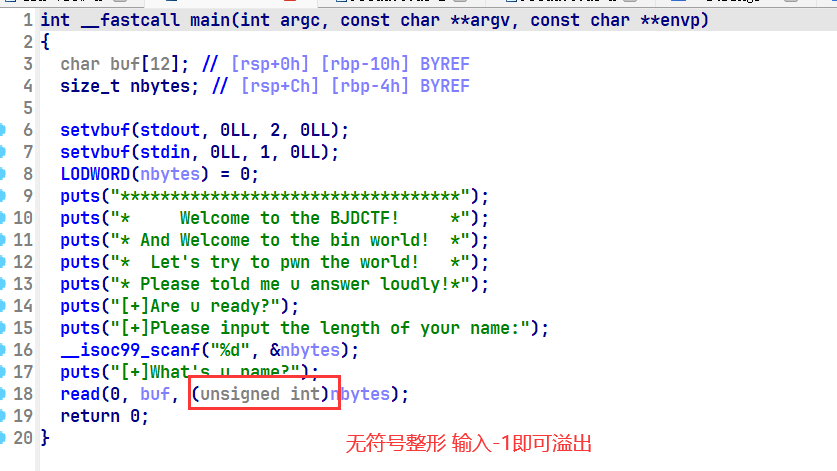 1 int __fastcall main(int argc, const char **argv, const char **envp)
2 {
3 char buf[12]; // [rsp+0h] [rbp-10h] BYREF
4 size_t nbytes; // [rsp+Ch] [rbp-4h] BYREF
5
6 setvbuf(stdout, 0LL, 2, 0LL);
7 setvbuf(stdin, 0LL, 1, 0LL);
8 LODWORD(nbytes) = 0;
9 puts("**********************************");
10 puts("*     Welcome to the BJDCTF!     *");
11 puts("* And Welcome to the bin world!  *");
12 puts("*  Let's try to pwn the world!   *");
13 puts("* Please told me u answer loudly!*");
14 puts("[+]Are u ready?");
15 puts("[+]Please input the length of your name:");
16 __isoc99_scanf("%d", &nbytes);
17 puts("[+]What's u name?");
18 read(0, buf, (unsigned int)nbytes);
19 return 0;
20 }
无符号整形 输入-1即可溢出